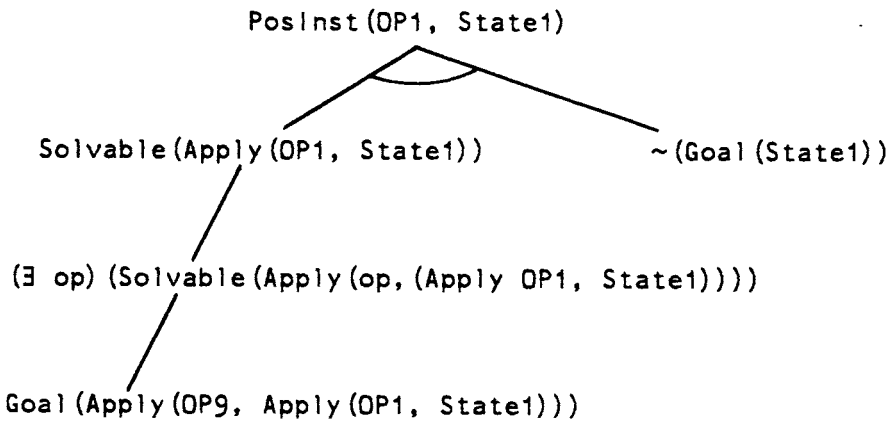 PosInst(OP1, State1)
Solvable(Apply(OP1, State1)) ~(Goal(State1))
(∃ op)(Solvable(Apply(op,(Apply OP1, State1))))
Goal(Apply(OP9, Apply(OP1, State1)))